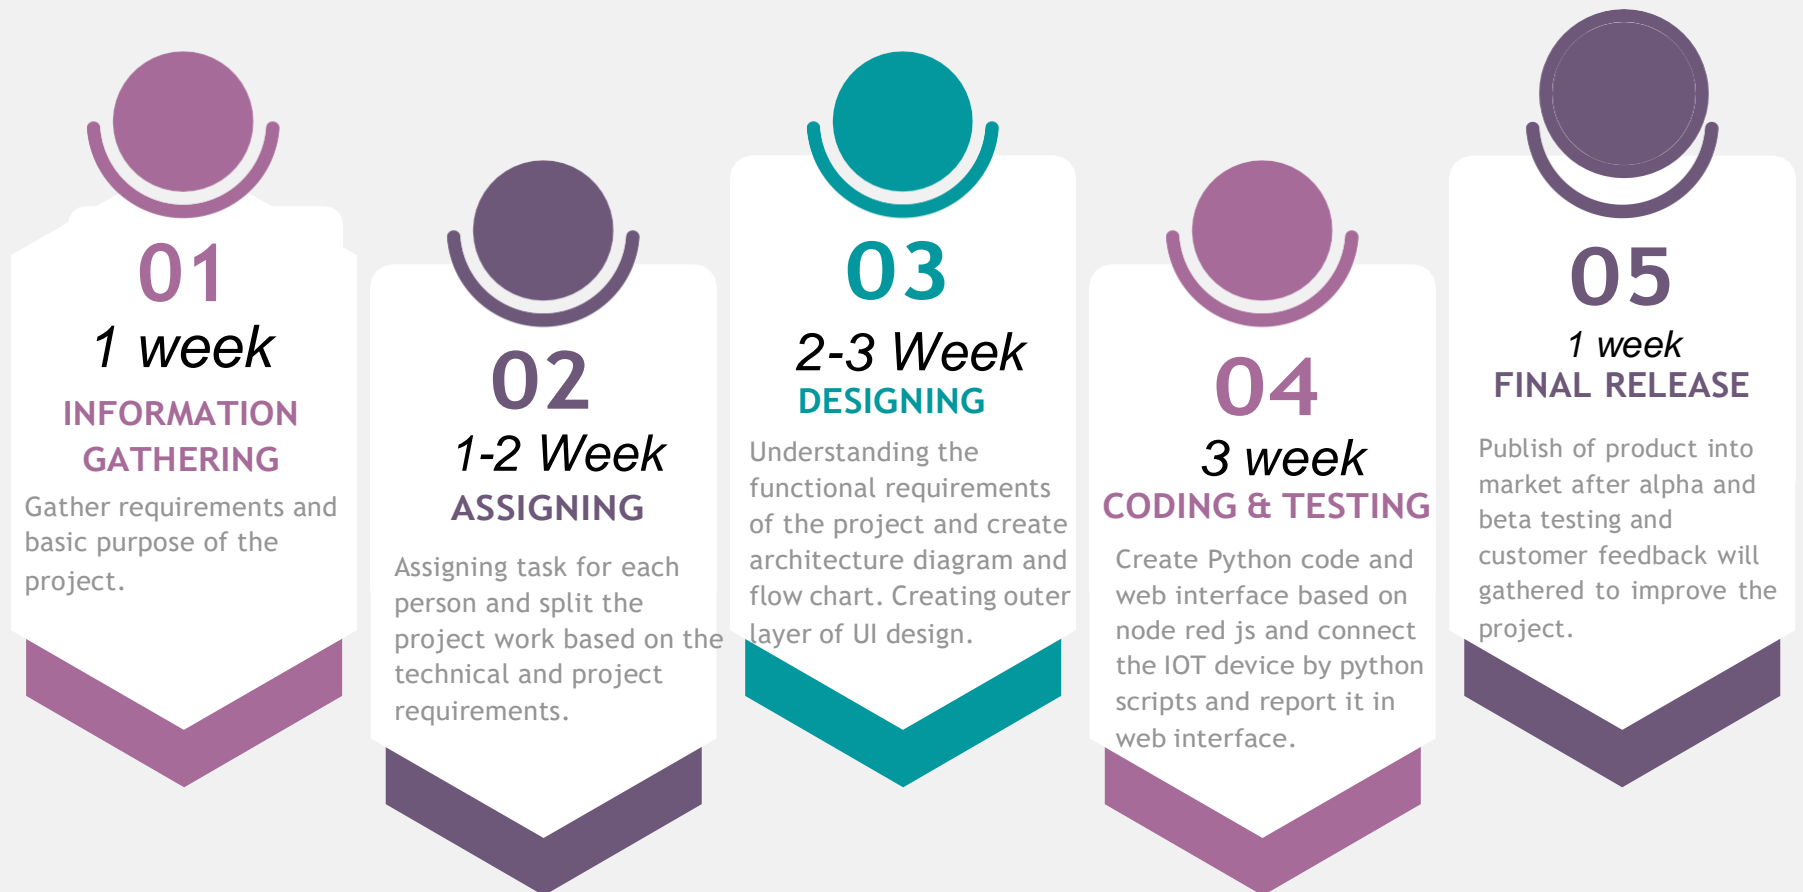 01
1 week
INFORMATION
GATHERING
Gather requirements and
basic purpose of the
project.
02
1-2 Week
ASSIGNING
Assigning task for each
person and split the
project work based on the
technical and project
requirements.
03
2-3 Week
DESIGNING
Understanding the
functional requirements
of the project and create
architecture diagram and
flow chart. Creating outer
layer of UI design.
04
3 week
CODING & TESTING
Create Python code and
web interface based on
node red js and connect
the IOT device by python
scripts and report it in
web interface.
05
1 week
FINAL RELEASE
Publish of product into
market after alpha and
beta testing and
customer feedback will
gathered to improve the
project.